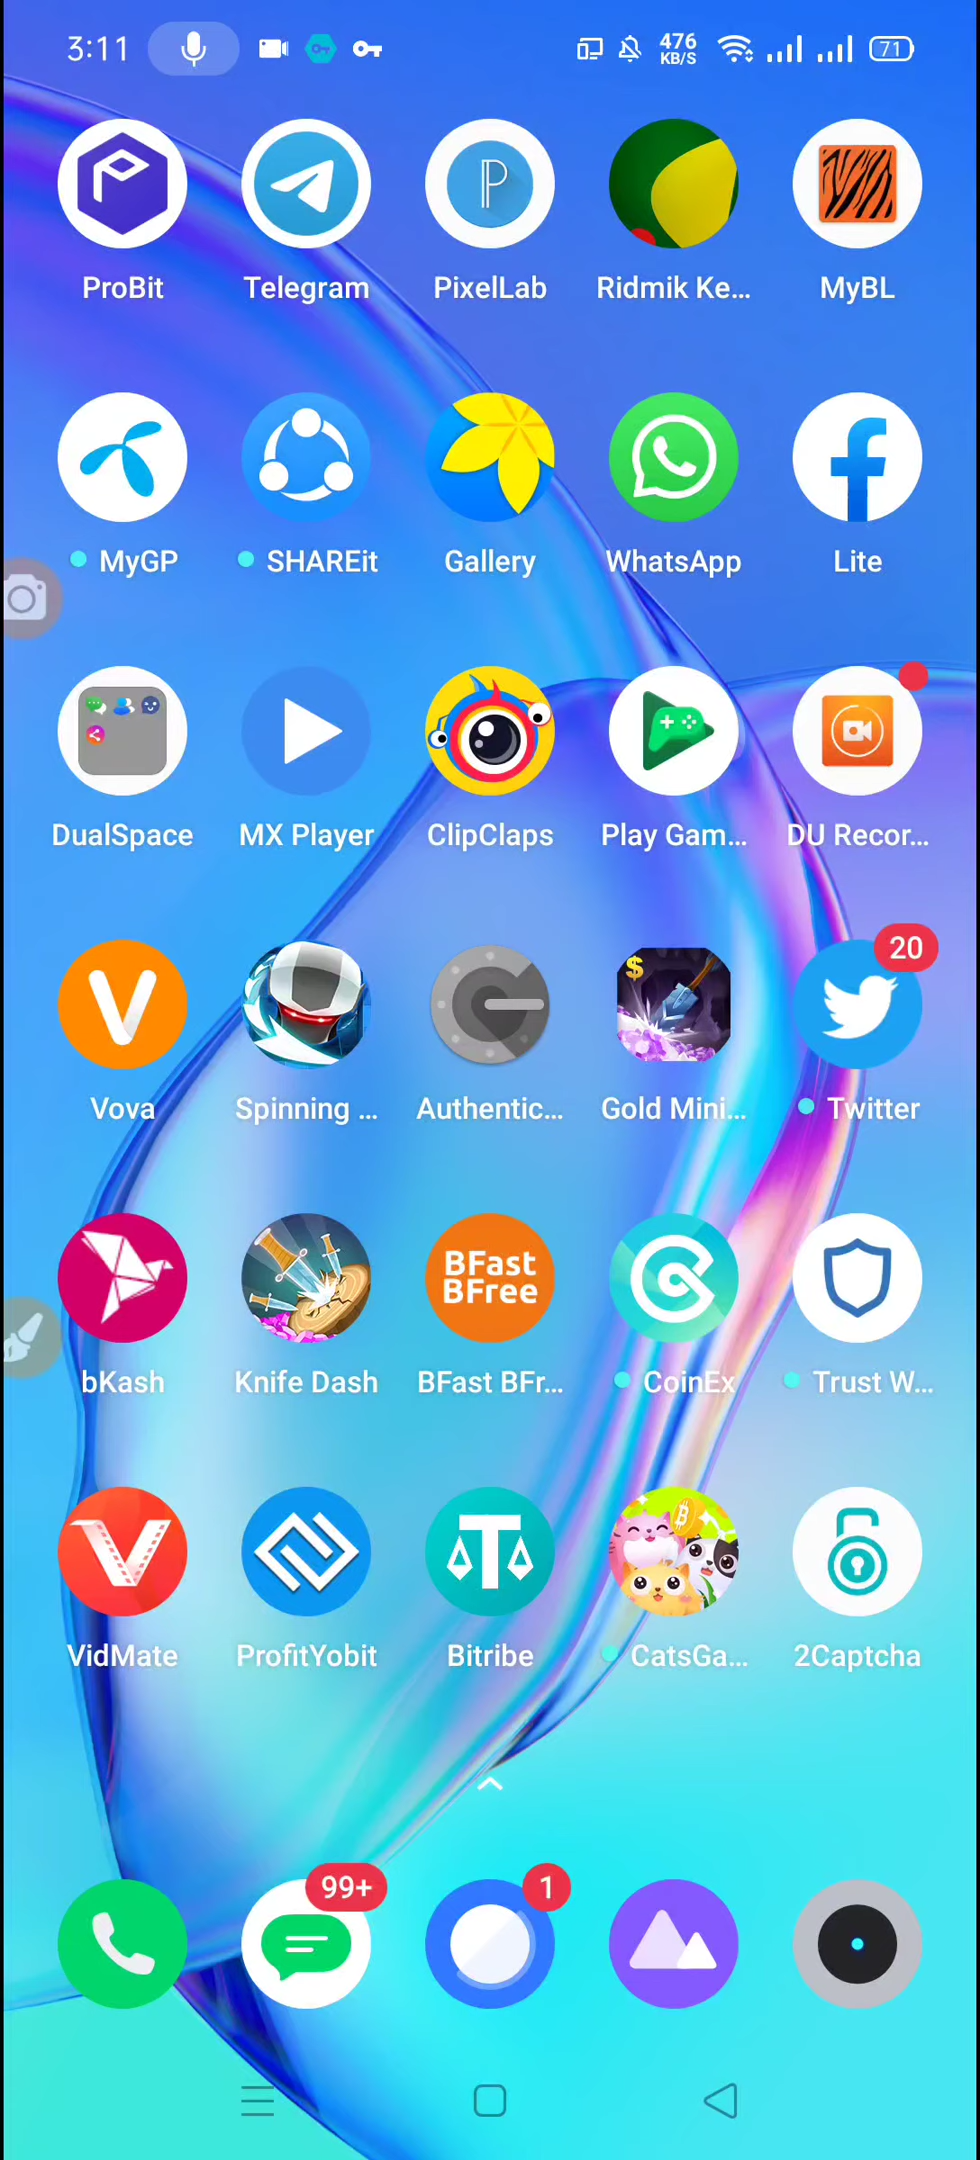 3:11
476
KB/S
71
ProBit
Telegram
PixelLab
Ridmik Ke...
MyBL
MyGP
SHAREit
Gallery
WhatsApp
Lite
DualSpace
MX Player
ClipClaps
Play Gam...
DU Recor...
20
Vova
Spinning ...
Authentic...
Gold Mini...
Twitter
BFast
BFree
bKash
Knife Dash
BFast BFr...
CoinEx
Trust W...
VidMate
ProfitYobit
Bitribe
CatsGa...
2Captcha
99+
1